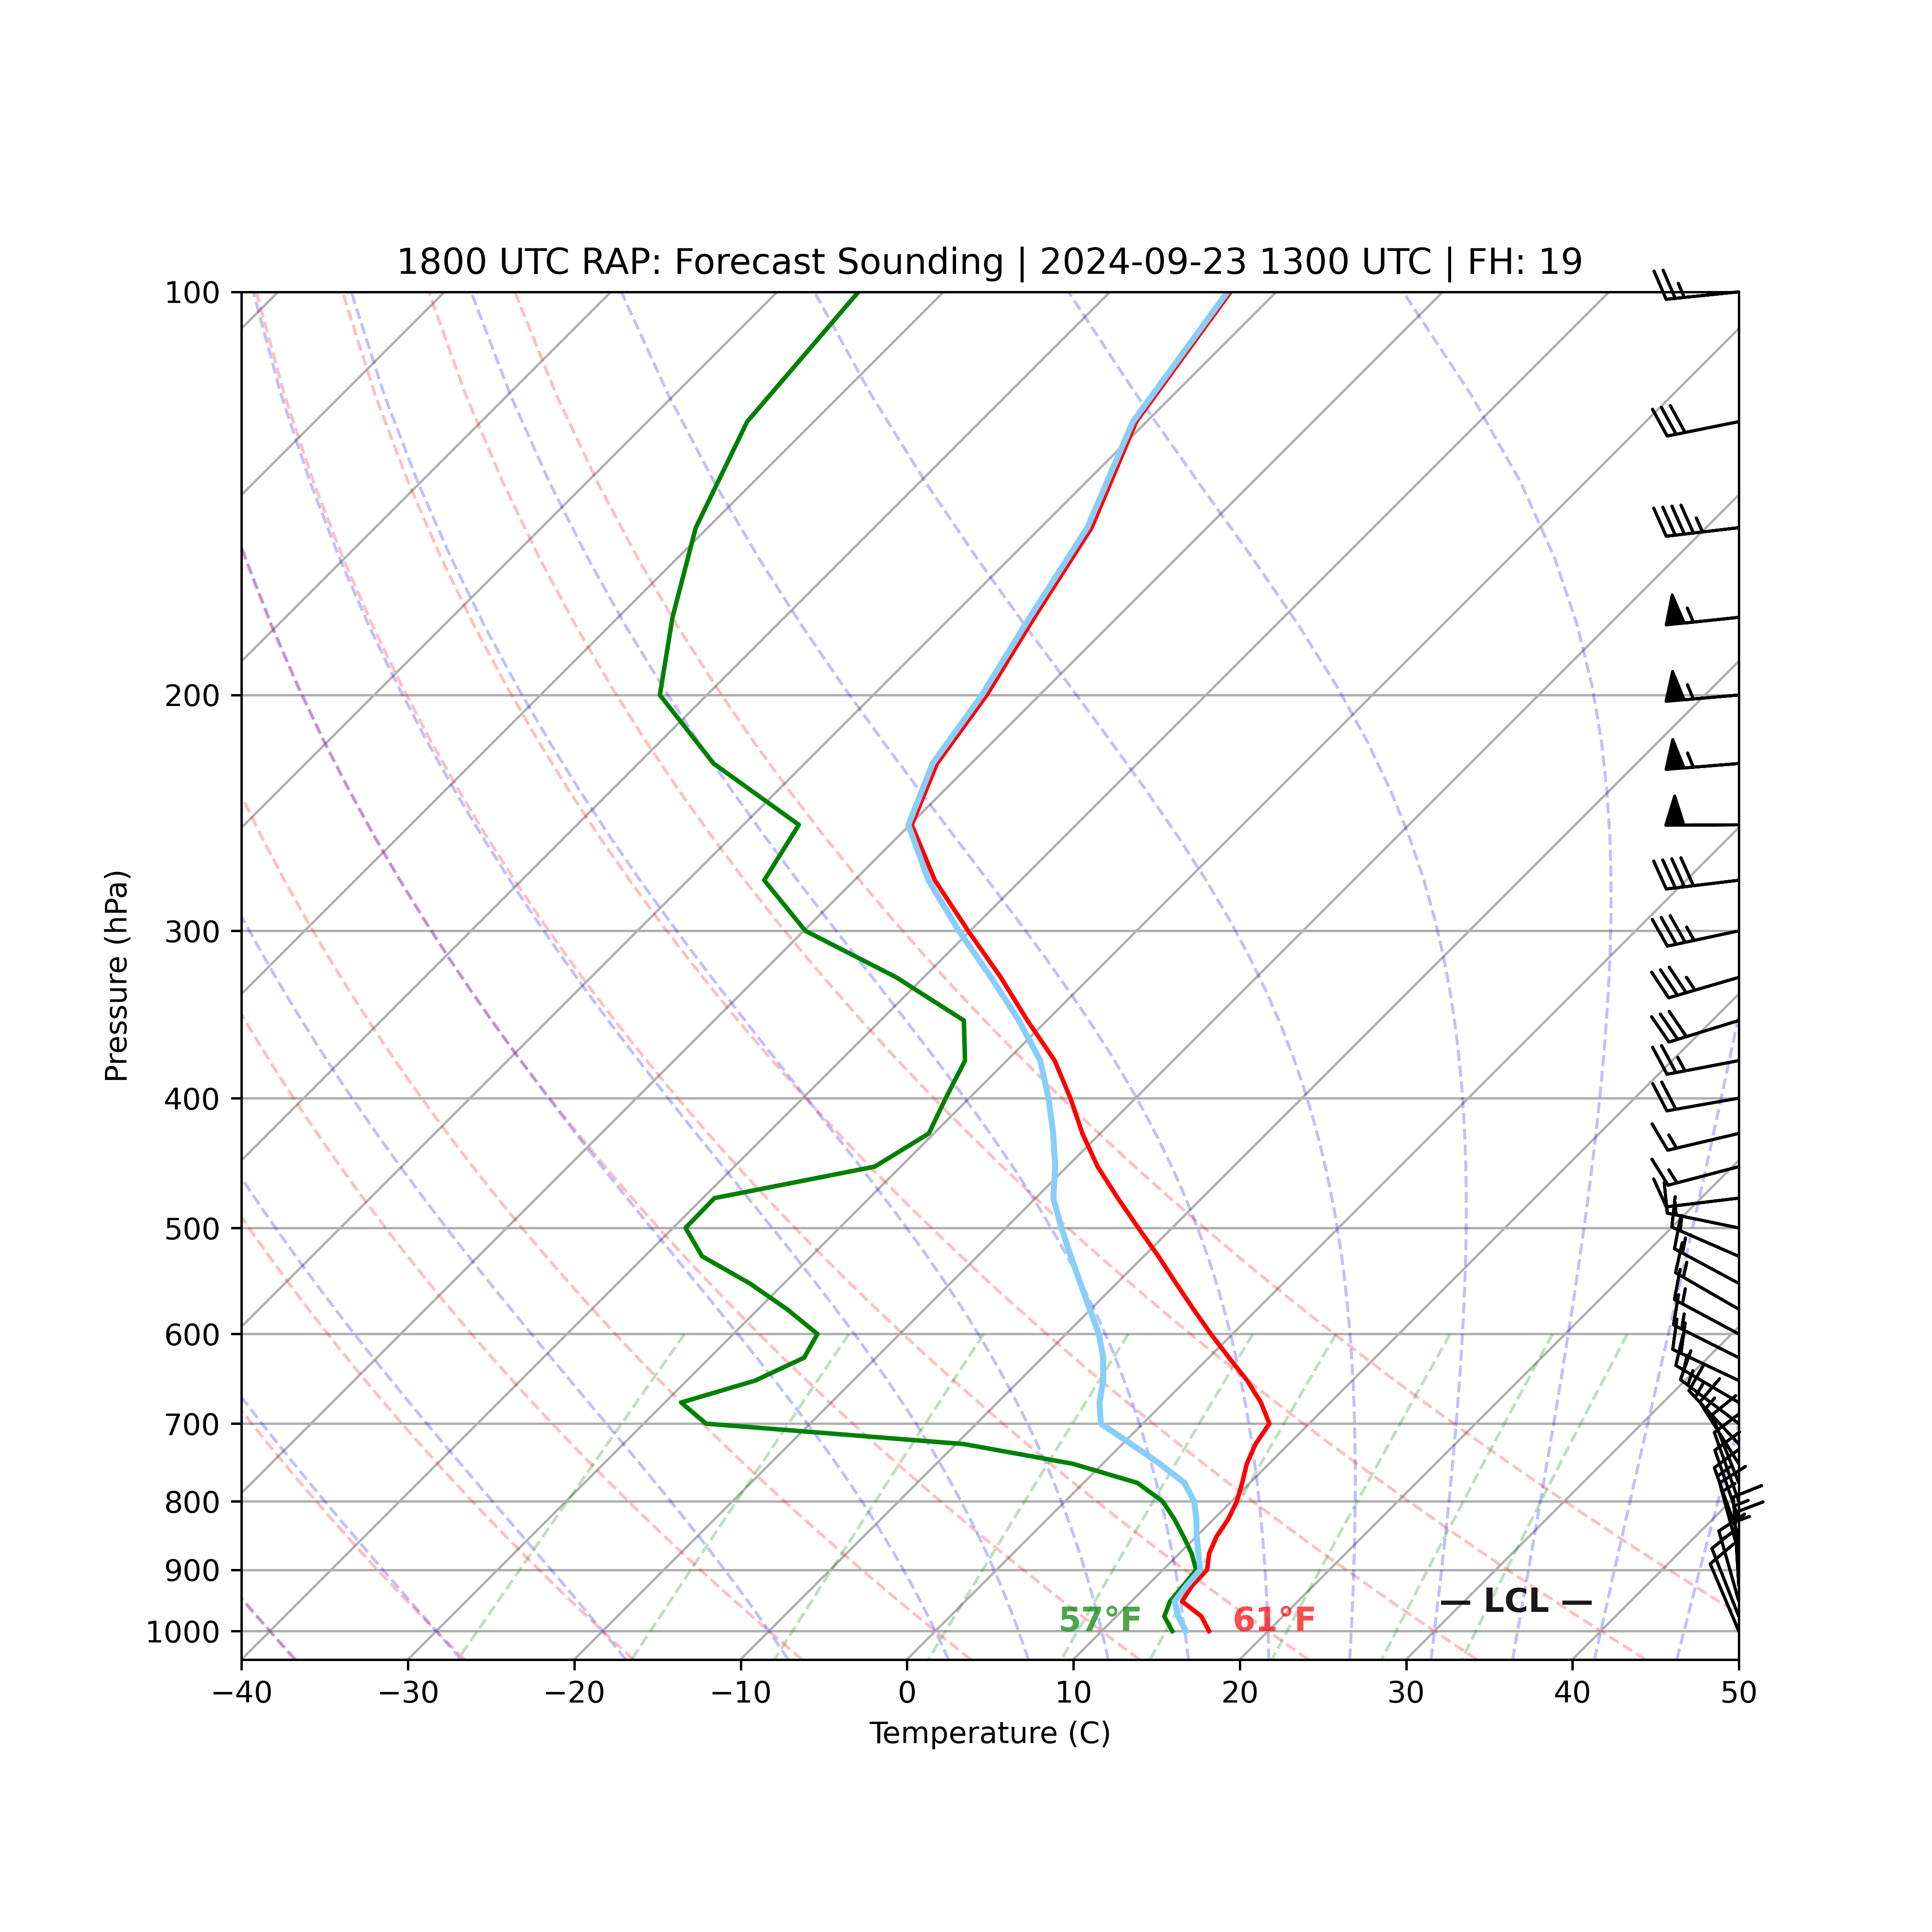 1800 UTC RAP: Forecast Sounding | 2024-09-23 1300 UTC | FH: 19
100
200
300
400
500
600
700
800
900
1000
Pressure (hPa)
57°F
61°F
— LCL —
−40 −30 −20 −10 0 10 20 30 40 50
Temperature (C)